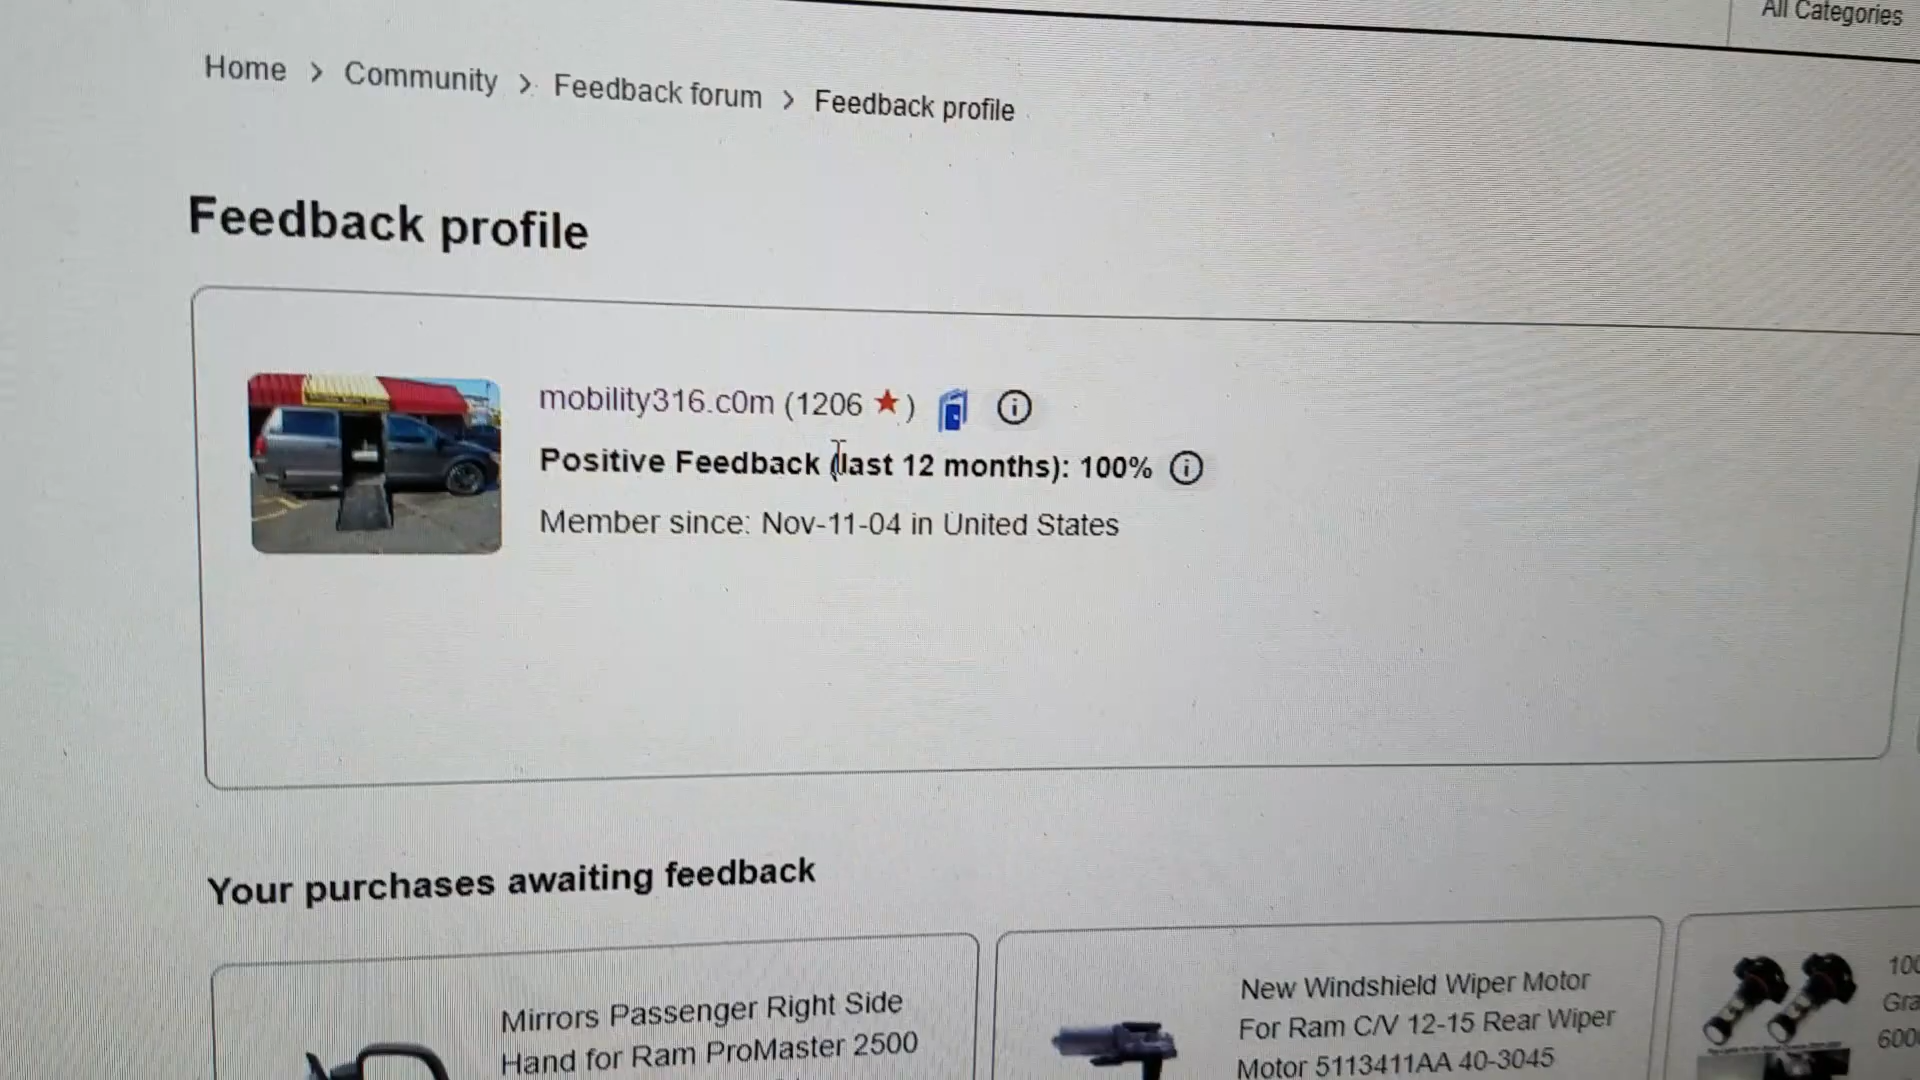 All Categories
Home > Community > Feedback forum > Feedback profile
Feedback profile
mobility316.c0m (1206 ★)
Positive Feedback (last 12 months): 100%
Member since: Nov-11-04 in United States
Your purchases awaiting feedback
Mirrors Passenger Right Side
Hand for Ram ProMaster 2500
New Windshield Wiper Motor
For Ram C/V 12-15 Rear Wiper
Motor 5113411AA 40-3045